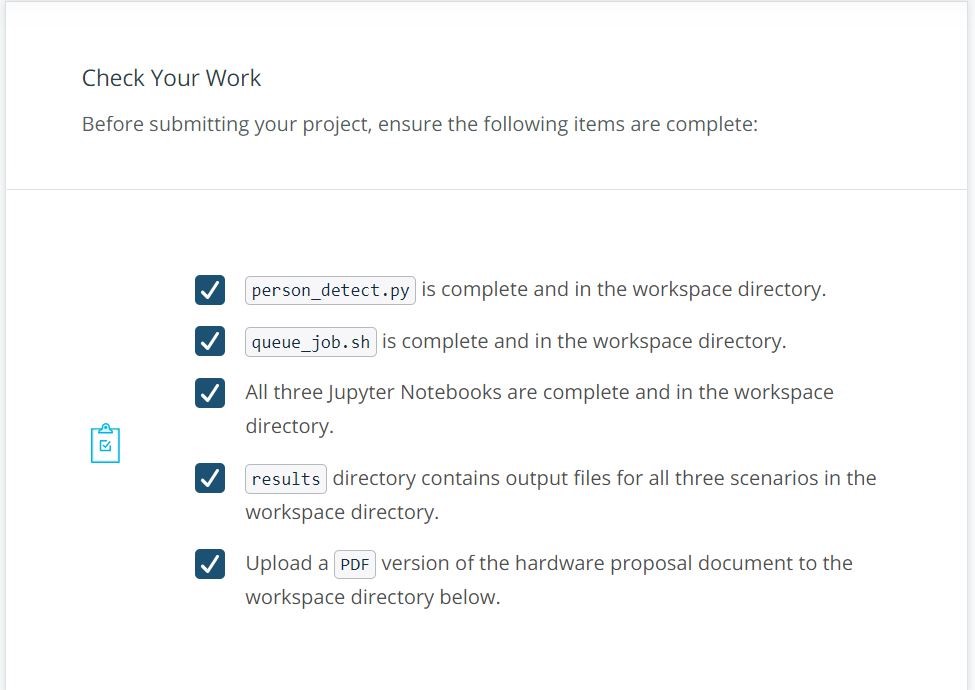 Check Your Work
Before submitting your project, ensure the following items are complete:
person_detect.py is complete and in the workspace directory.
queue_job.sh is complete and in the workspace directory.
All three Jupyter Notebooks are complete and in the workspace
directory.
results directory contains output files for all three scenarios in the
workspace directory.
Upload a PDF version of the hardware proposal document to the
workspace directory below.